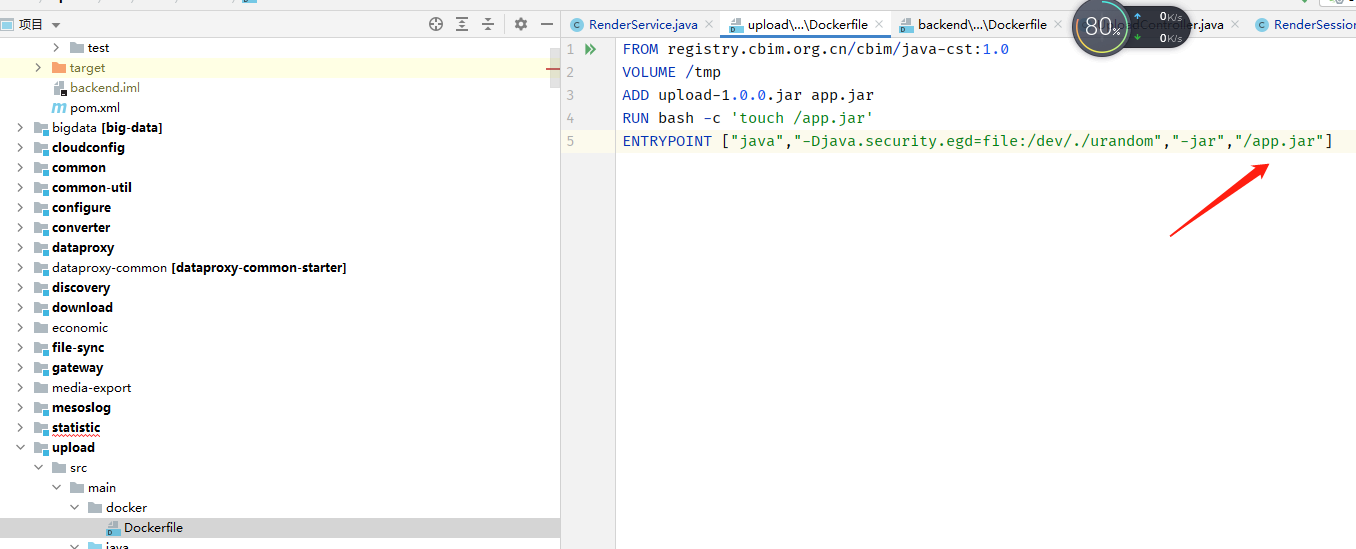 项目
RenderService.java
upload\...\Dockerfile
backend\...\Dockerfile
Controller.java
RenderSession
80%
0K/s
0K/s
test
target
backend.iml
m pom.xml
bigdata [big-data]
cloudconfig
common
common-util
configure
converter
dataproxy
dataproxy-common [dataproxy-common-starter]
discovery
download
economic
file-sync
gateway
media-export
mesoslog
statistic
upload
src
main
docker
Dockerfile
java
1 FROM registry.cbim.org.cn/cbim/java-cst:1.0
2 VOLUME /tmp
3 ADD upload-1.0.0.jar app.jar
4 RUN bash -c 'touch /app.jar'
5 ENTRYPOINT ["java","-Djava.security.egd=file:/dev/./urandom","-jar","/app.jar"]